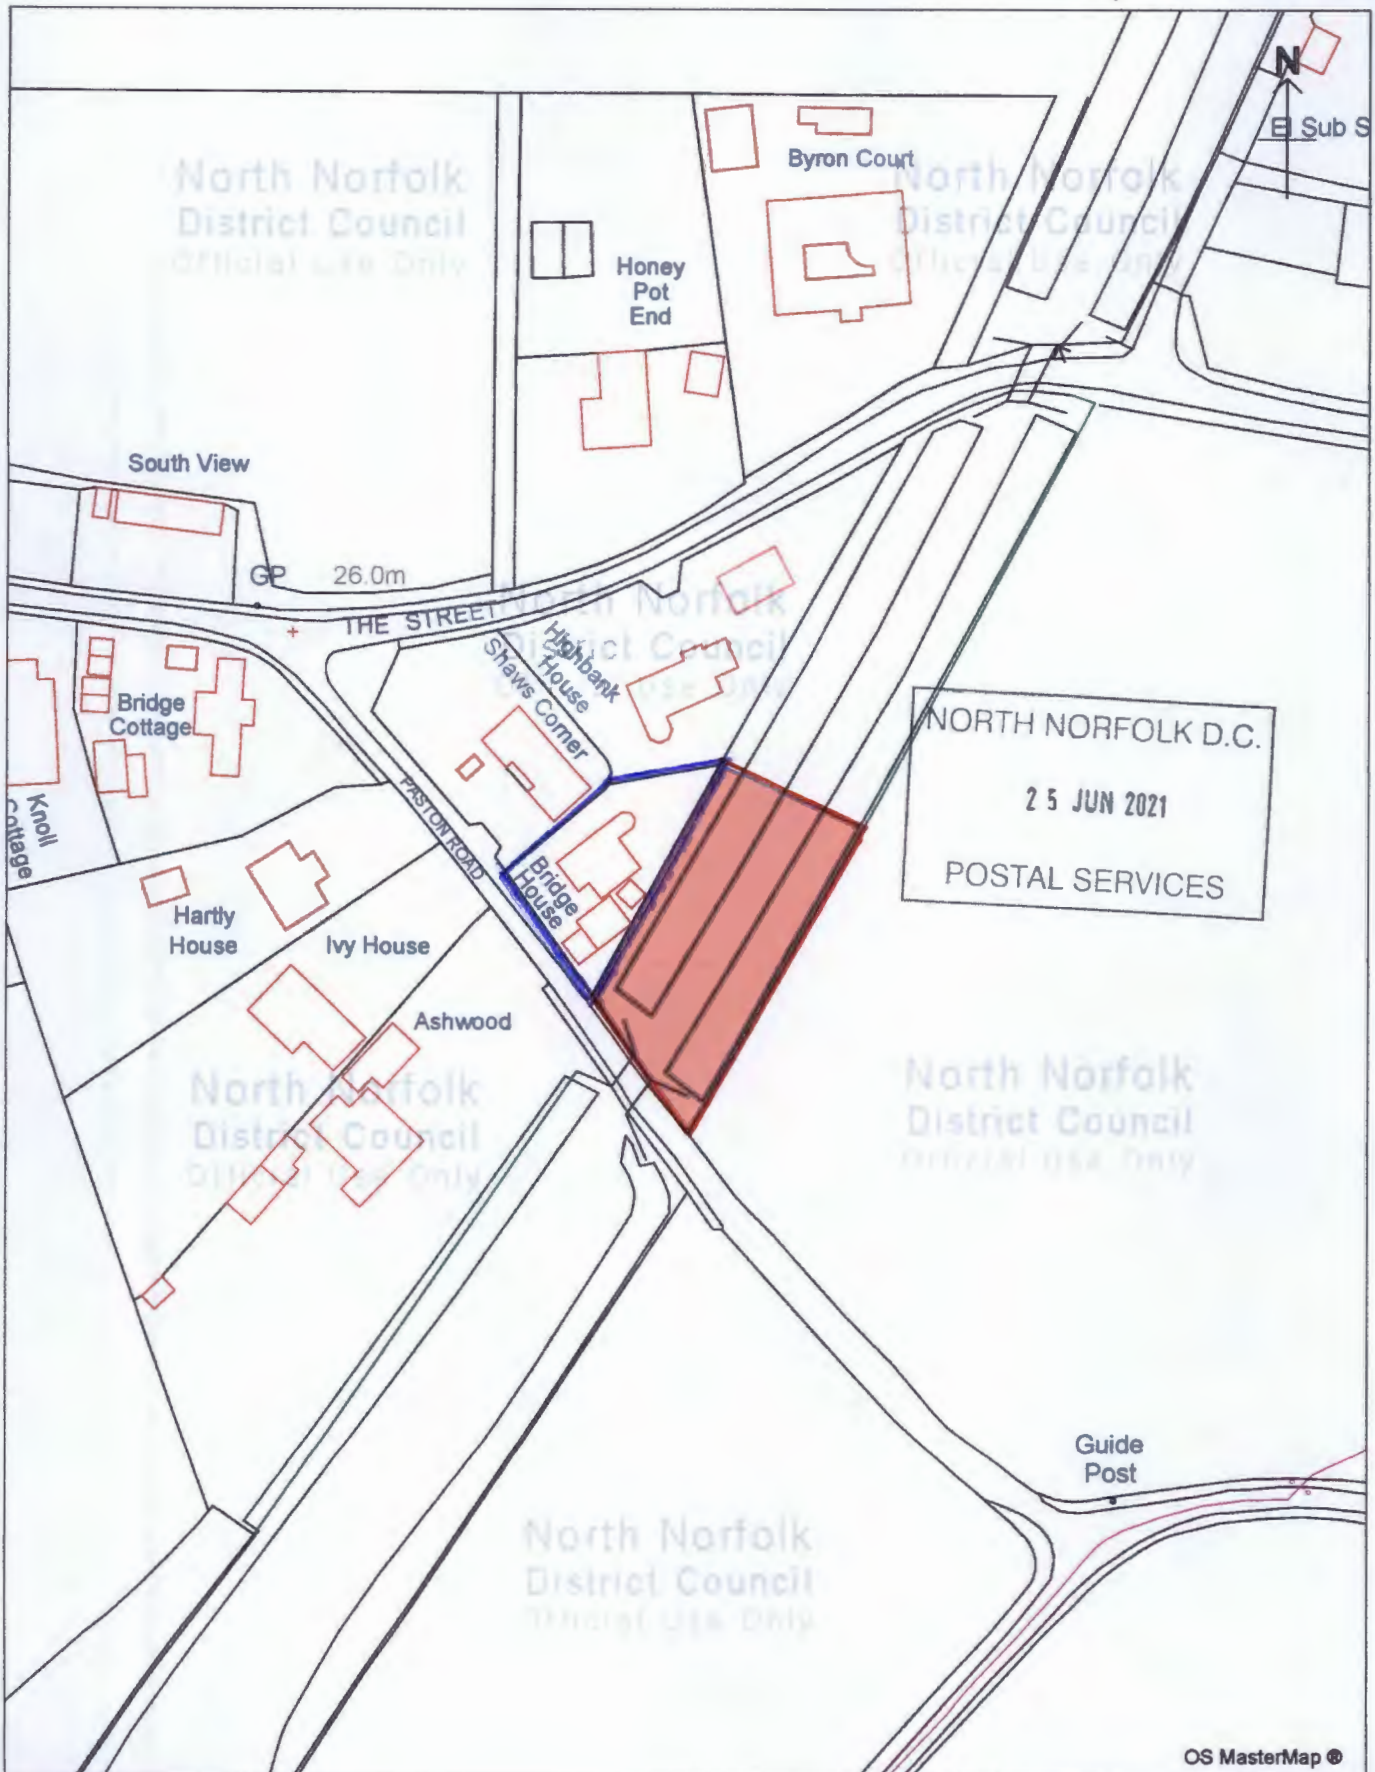 N
El Sub S
Byron Court
North Norfolk
District Council
Official Use Only
North Norfolk
District Council
Official Use Only
Honey
Pot
End
South View
GP
26.0m
THE STREET
North Norfolk
District Council
Official Use Only
Highbank
House
Shaws Corner
Bridge
Cottage
Knoll
Cottage
PASTON ROAD
NORTH NORFOLK D.C.
25 JUN 2021
POSTAL SERVICES
Bridge
House
Hartly
House
Ivy House
Ashwood
North Norfolk
District Council
Official Use Only
North Norfolk
District Council
Official Use Only
Guide
Post
North Norfolk
District Council
Official Use Only
OS MasterMap ®